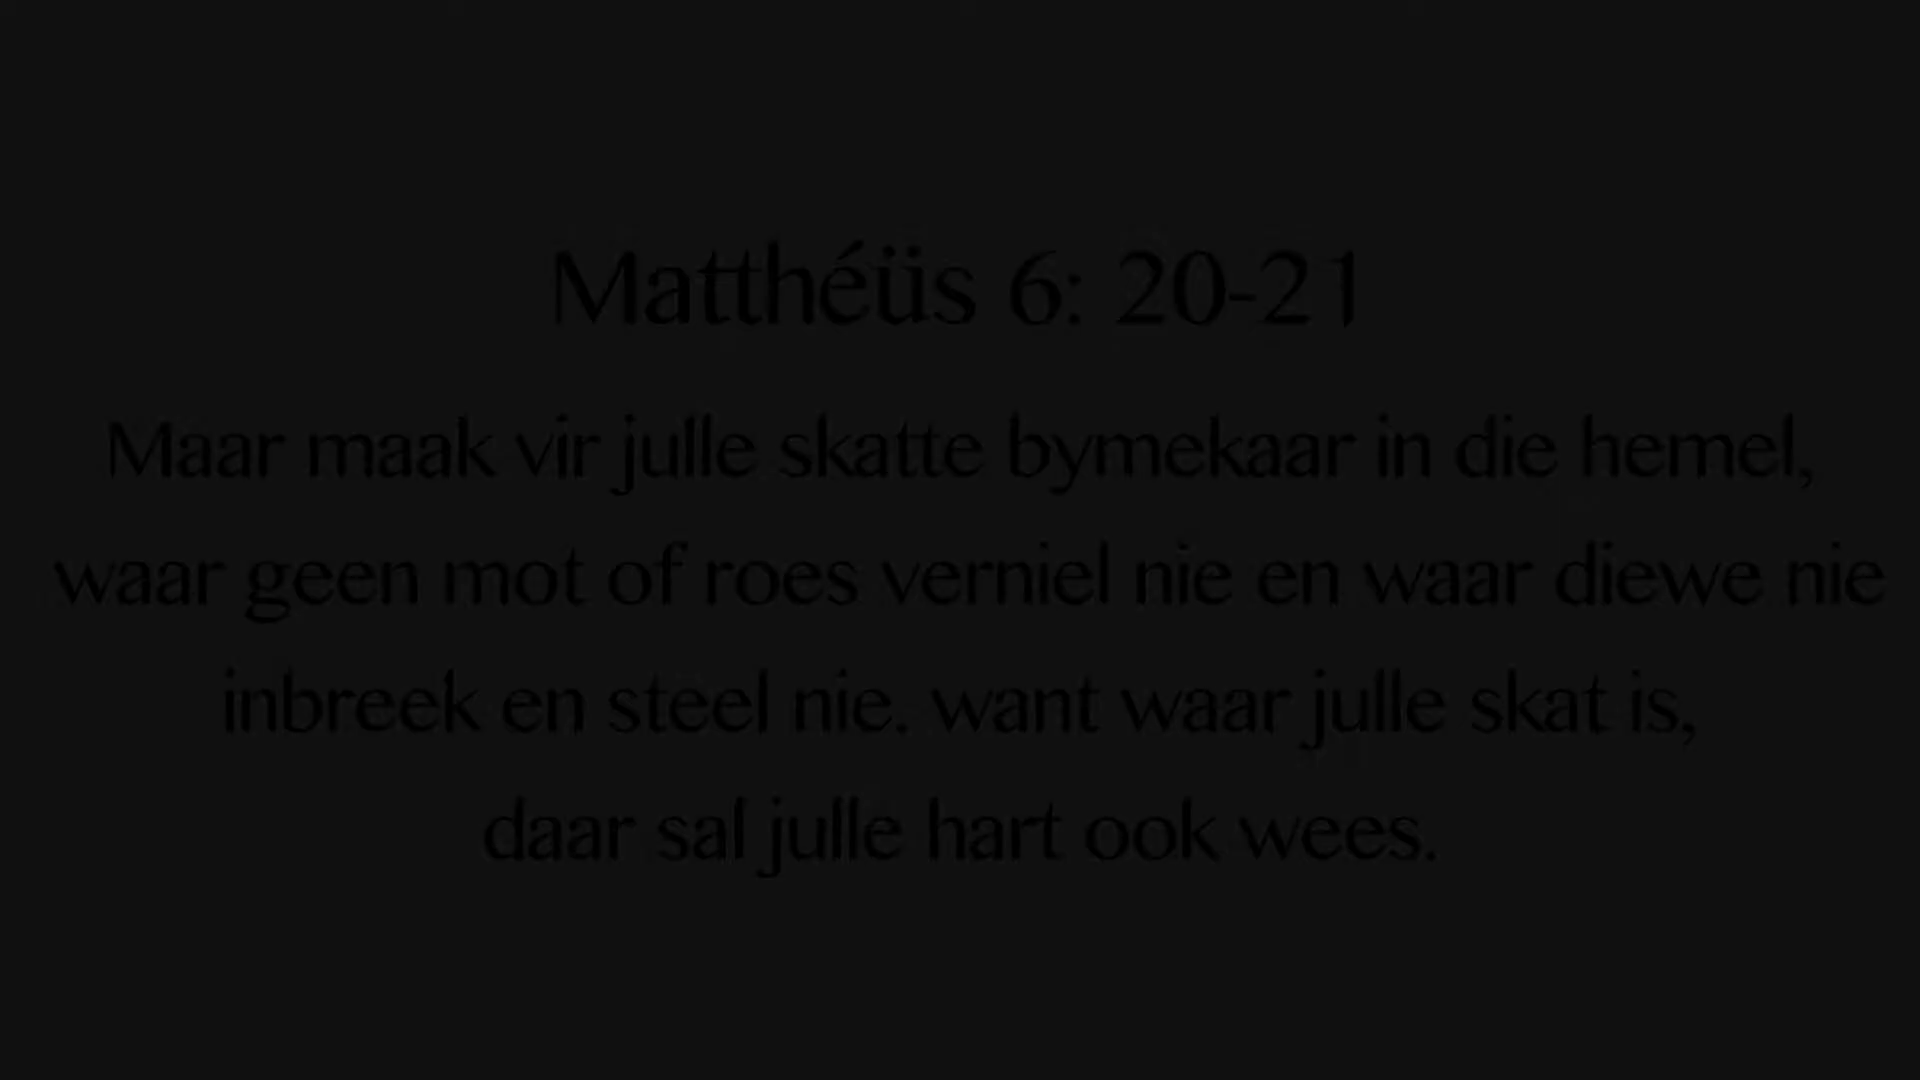 Matthéüs 6: 20-21
Maar maak vir julle skatte bymekaar in die hemel,
waar geen mot of roes verniel nie en waar diewe nie
inbreek en steel nie. want waar julle skat is,
daar sal julle hart ook wees.